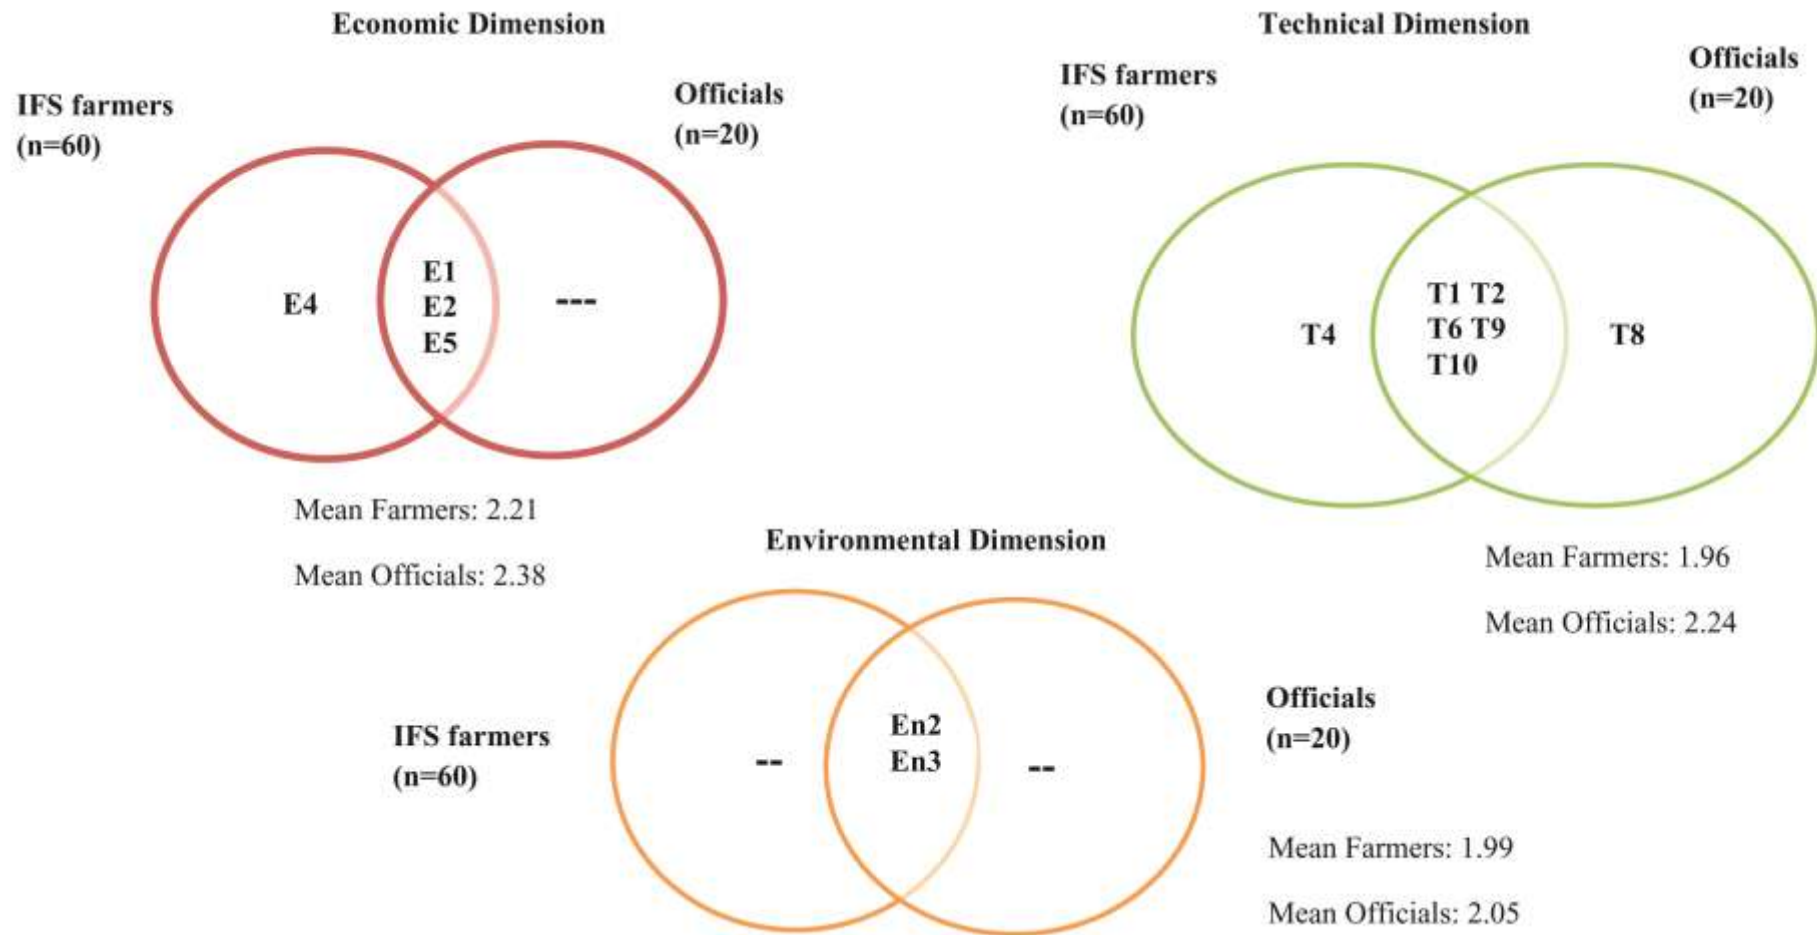 Economic Dimension
IFS farmers
(n=60)
Officials
(n=20)
E4
E1
E2
E5
---
Mean Farmers: 2.21
Mean Officials: 2.38
Technical Dimension
IFS farmers
(n=60)
Officials
(n=20)
T4
T1 T2
T6 T9
T10
T8
Mean Farmers: 1.96
Mean Officials: 2.24
Environmental Dimension
IFS farmers
(n=60)
Officials
(n=20)
--
En2
En3
--
Mean Farmers: 1.99
Mean Officials: 2.05